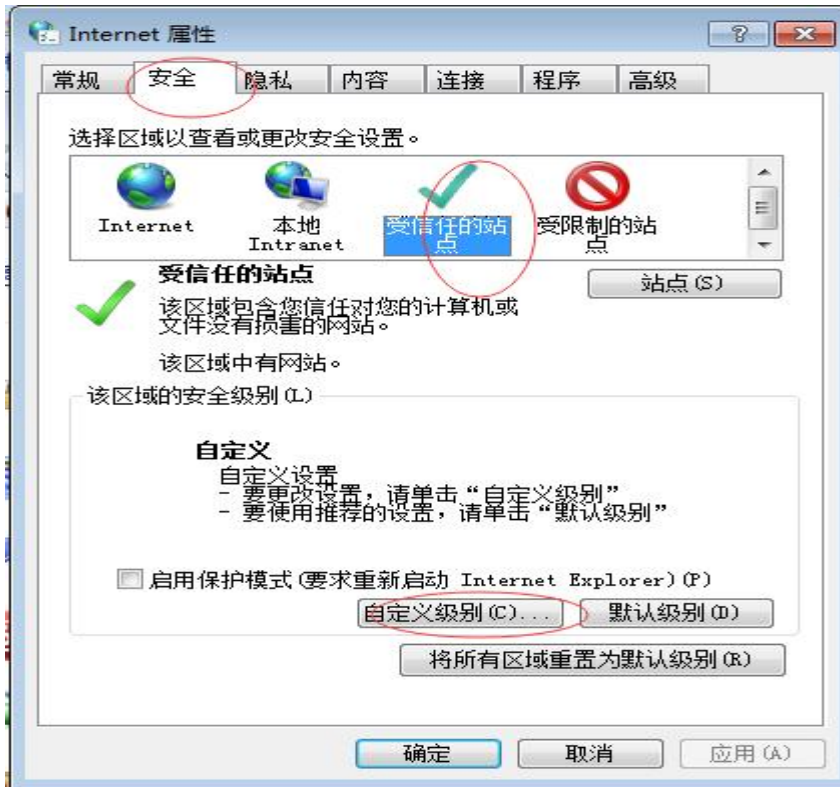 Internet 属性
常规 安全 隐私 内容 连接 程序 高级
选择区域以查看或更改安全设置。
Internet 本地 Intranet 受信任的站点 受限制的站点
受信任的站点
站点(S)
该区域包含您信任对您的计算机或
文件没有损害的网站。
该区域中有网站。
该区域的安全级别(L)
自定义
自定义设置
- 要更改设置，请单击“自定义级别”
- 要使用推荐的设置，请单击“默认级别”
启用保护模式(要求重新启动 Internet Explorer)(P)
自定义级别(C)... 默认级别(D)
将所有区域重置为默认级别(R)
确定 取消 应用(A)